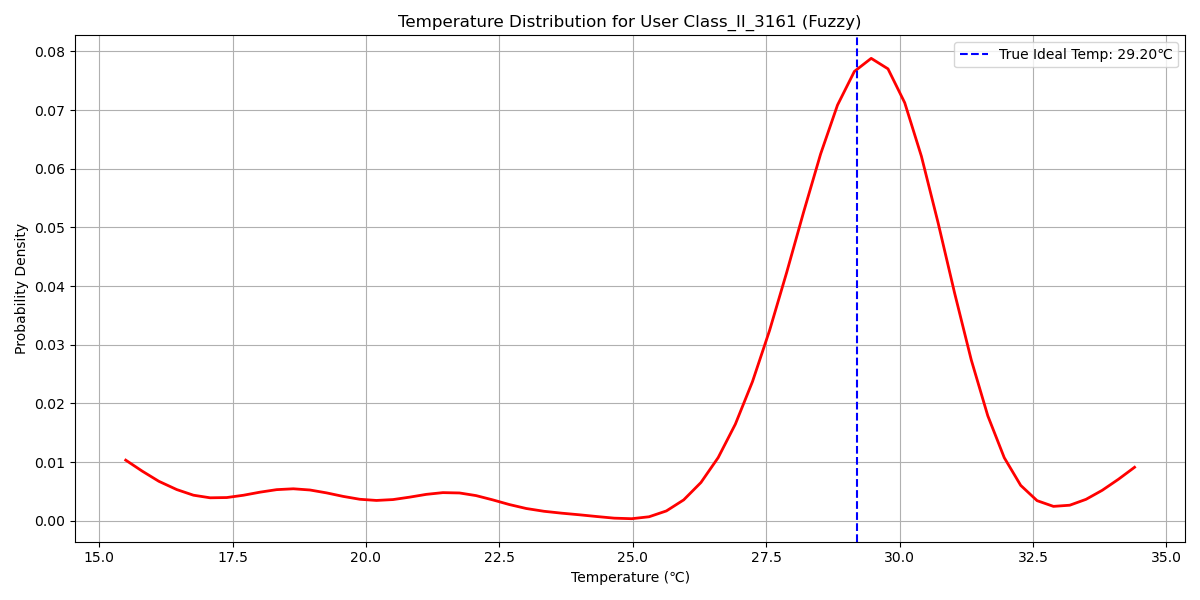 Temperature Distribution for User Class_II_3161 (Fuzzy)
True Ideal Temp: 29.20℃
0.08
0.07
0.06
0.05
0.04
0.03
0.02
0.01
0.00
Probability Density
15.0 17.5 20.0 22.5 25.0 27.5 30.0 32.5 35.0
Temperature (℃)